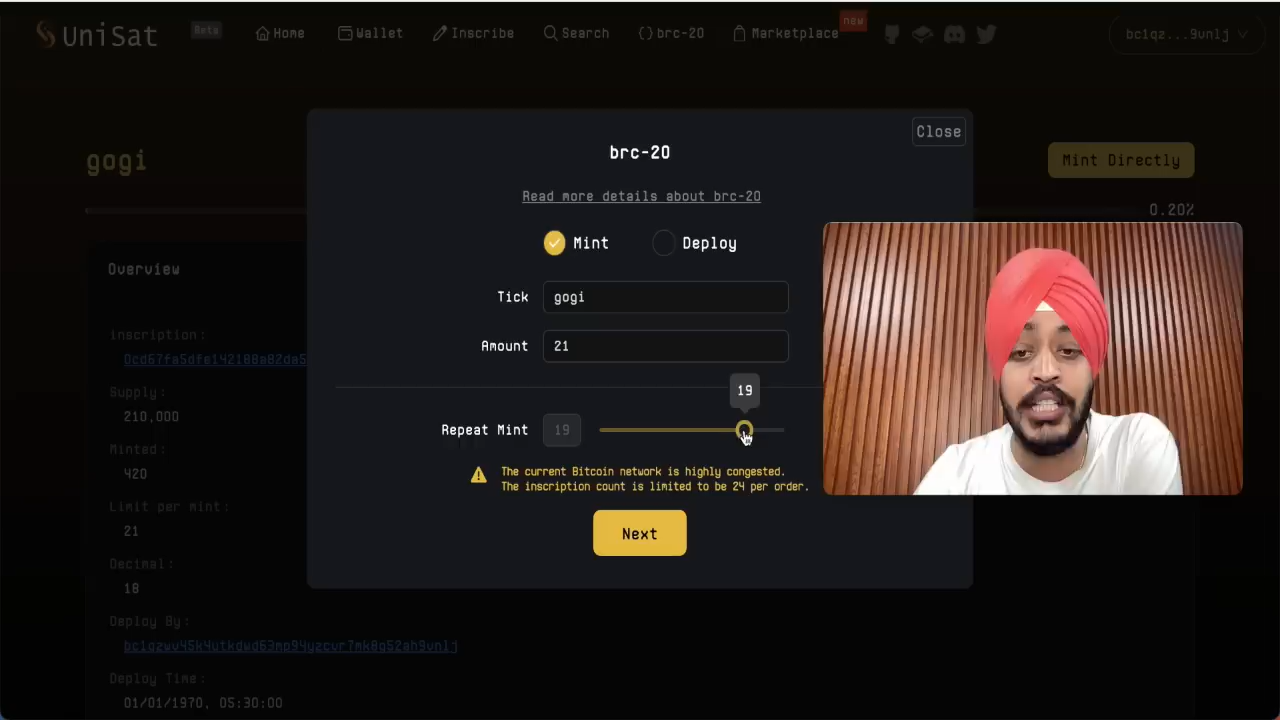 UniSat
Beta
Home
Wallet
Inscribe
Search
brc-20
Marketplace
new
bc1qz...9vnlj
gogi
Mint Directly
0.20%
Close
brc-20
Read more details about brc-20
Mint
Deploy
Tick
gogi
Amount
21
19
Repeat Mint
19
The current Bitcoin network is highly congested.
The inscription count is limited to be 24 per order.
Next
Overview
Inscription:
Supply:
210,000
Minted:
420
Limit per mint:
21
Decimal:
18
Deploy By:
Deploy Time:
01/01/1970, 05:30:00